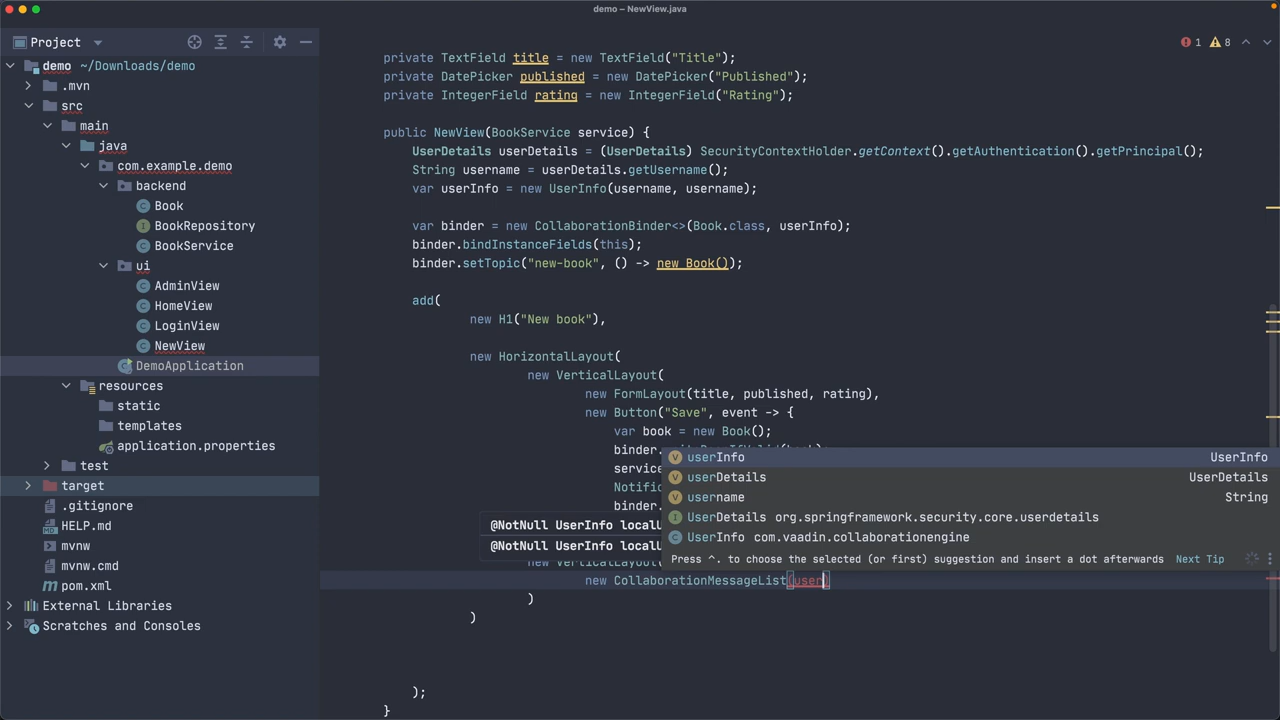 demo – NewView.java
Project
1 8
demo ~/Downloads/demo
.mvn
src
main
java
com.example.demo
backend
Book
BookRepository
BookService
ui
AdminView
HomeView
LoginView
NewView
DemoApplication
resources
static
templates
application.properties
test
target
.gitignore
HELP.md
mvnw
mvnw.cmd
pom.xml
External Libraries
Scratches and Consoles
private TextField title = new TextField("Title");
private DatePicker published = new DatePicker("Published");
private IntegerField rating = new IntegerField("Rating");
public NewView(BookService service) {
UserDetails userDetails = (UserDetails) SecurityContextHolder.getContext().getAuthentication().getPrincipal();
String username = userDetails.getUsername();
var userInfo = new UserInfo(username, username);
var binder = new CollaborationBinder<>(Book.class, userInfo);
binder.bindInstanceFields(this);
binder.setTopic("new-book", () -> new Book());
add(
new H1("New book"),
new HorizontalLayout(
new VerticalLayout(
new FormLayout(title, published, rating),
new Button("Save", event -> {
var book = new Book();
binder.
userInfo UserInfo
service
userDetails UserDetails
Notifi
username String
binder.
UserDetails org.springframework.security.core.userdetails
@NotNull UserInfo localU
UserInfo com.vaadin.collaborationengine
@NotNull UserInfo localU
Press ^. to choose the selected (or first) suggestion and insert a dot afterwards Next Tip
new VerticalLayout(
new CollaborationMessageList(user)
)
)
);
}